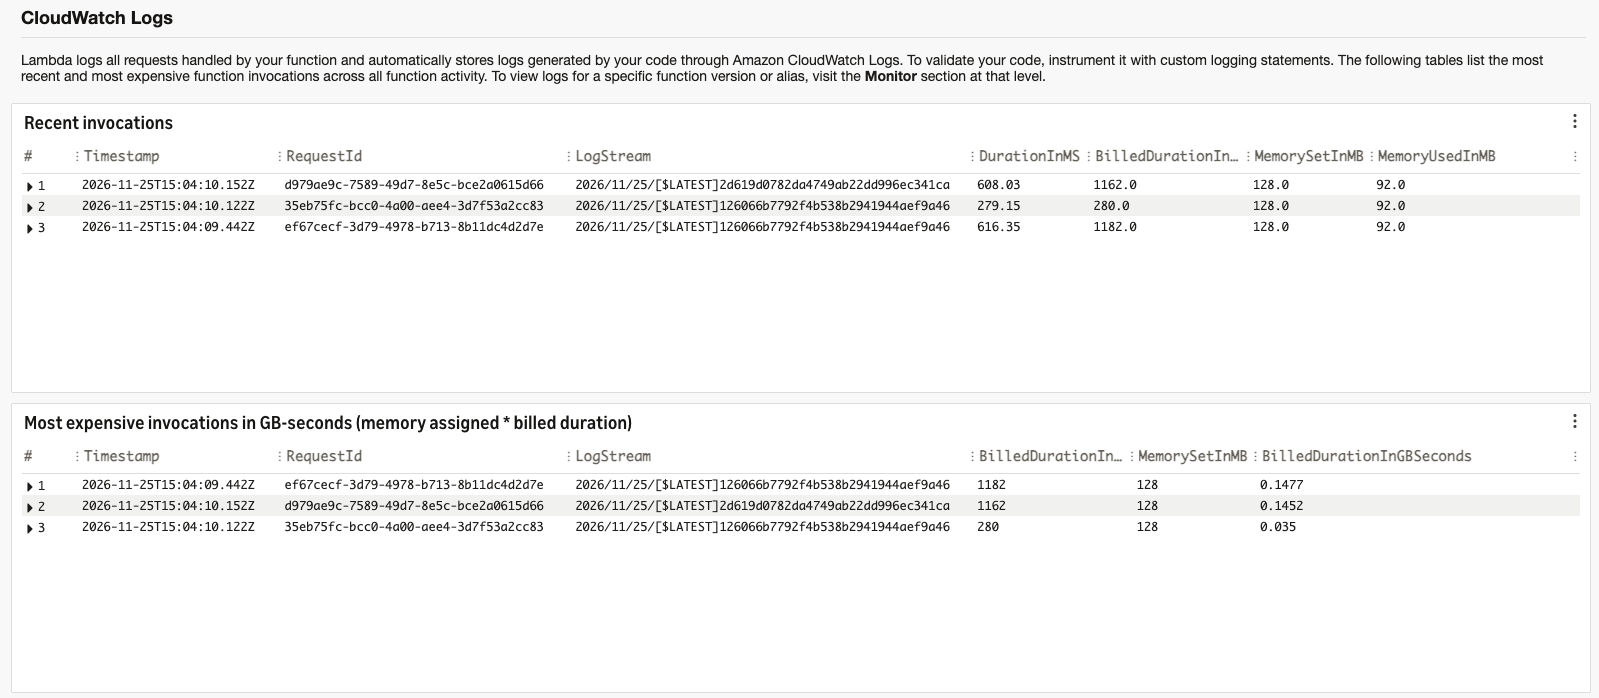 CloudWatch Logs
Lambda logs all requests handled by your function and automatically stores logs generated by your code through Amazon CloudWatch Logs. To validate your code, instrument it with custom logging statements. The following tables list the most
recent and most expensive function invocations across all function activity. To view logs for a specific function version or alias, visit the Monitor section at that level.
Recent invocations
# Timestamp RequestId LogStream DurationInMS BilledDurationIn… MemorySetInMB MemoryUsedInMB
1 2026-11-25T15:04:10.152Z d979ae9c-7589-49d7-8e5c-bce2a0615d66 2026/11/25/[$LATEST]2d619d0782da4749ab22dd996ec341ca 608.03 1162.0 128.0 92.0
2 2026-11-25T15:04:10.122Z 35eb75fc-bcc0-4a00-aee4-3d7f53a2cc83 2026/11/25/[$LATEST]126066b7792f4b538b2941944aef9a46 279.15 280.0 128.0 92.0
3 2026-11-25T15:04:09.442Z ef67cecf-3d79-4978-b713-8b11dc4d2d7e 2026/11/25/[$LATEST]126066b7792f4b538b2941944aef9a46 616.35 1182.0 128.0 92.0
Most expensive invocations in GB-seconds (memory assigned * billed duration)
# Timestamp RequestId LogStream BilledDurationIn… MemorySetInMB BilledDurationInGBSeconds
1 2026-11-25T15:04:09.442Z ef67cecf-3d79-4978-b713-8b11dc4d2d7e 2026/11/25/[$LATEST]126066b7792f4b538b2941944aef9a46 1182 128 0.1477
2 2026-11-25T15:04:10.152Z d979ae9c-7589-49d7-8e5c-bce2a0615d66 2026/11/25/[$LATEST]2d619d0782da4749ab22dd996ec341ca 1162 128 0.1452
3 2026-11-25T15:04:10.122Z 35eb75fc-bcc0-4a00-aee4-3d7f53a2cc83 2026/11/25/[$LATEST]126066b7792f4b538b2941944aef9a46 280 128 0.035